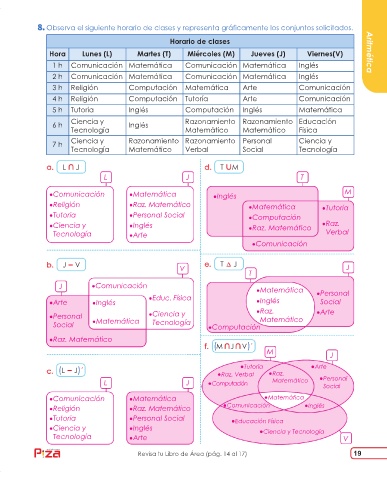 8. Observa el siguiente horario de clases y representa gráficamente los conjuntos solicitados.
Aritmética
Horario de clases
Hora Lunes (L) Martes (T) Miércoles (M) Jueves (J) Viernes(V)
1 h Comunicación Matemática Comunicación Matemática Inglés
2 h Comunicación Matemática Comunicación Matemática Inglés
3 h Religión Computación Matemática Arte Comunicación
4 h Religión Computación Tutoría Arte Comunicación
5 h Tutoría Inglés Computación Inglés Matemática
6 h Ciencia y Tecnología Inglés Razonamiento Matemático Razonamiento Matemático Educación Física
7 h Ciencia y Tecnología Razonamiento Matemático Razonamiento Verbal Personal Social Ciencia y Tecnología
a. L ∩ J
L J
•Comunicación •Matemática
•Religión •Raz. Matemático
•Tutoría •Personal Social
•Ciencia y •Inglés
Tecnología •Arte
d. T U M
T
M
•Inglés
•Matemática •Tutoría
•Computación
•Raz. Matemático •Raz. Verbal
•Comunicación
b. J – V
V
J •Comunicación
•Arte •Inglés •Educ. Física
•Personal Social •Matemática •Ciencia y Tecnología
•Raz. Matemático
e. T Δ J
T J
•Matemática •Personal Social
•Inglés
•Raz. Matemático •Arte
•Computación
c. (L – J)'
L J
•Comunicación •Matemática
•Religión •Raz. Matemático
•Tutoría •Personal Social
•Ciencia y •Inglés
Tecnología •Arte
f. (M∩J∩V)'
M J
•Tutoría •Arte
•Raz. Verbal •Raz. Matemático •Personal Social
•Computación
•Matemática
•Comunicación •Inglés
•Educación Física
•Ciencia y Tecnología
V
Pizza
Revisa tu Libro de Área (pág. 14 al 17)
19